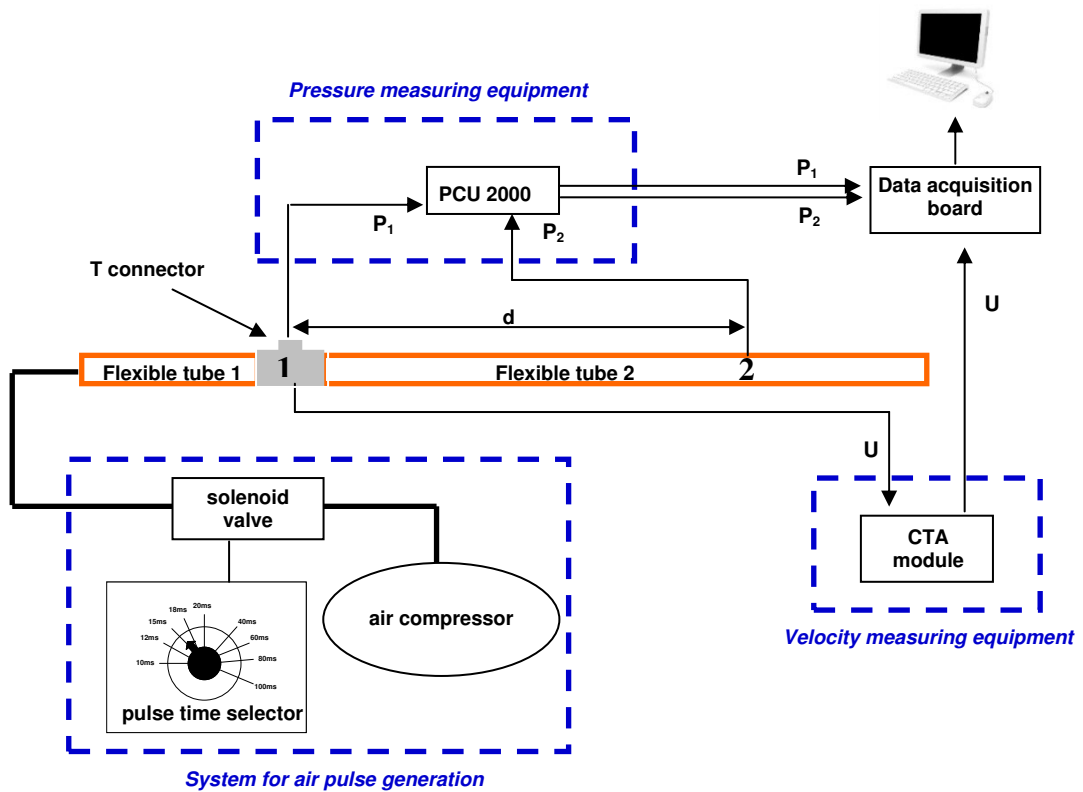 Pressure measuring equipment
PCU 2000
P1
P2
P1
P2
Data acquisition
board
T connector
d
U
Flexible tube 1
1
Flexible tube 2
2
U
solenoid
valve
CTA
module
air compressor
Velocity measuring equipment
20ms
18ms
15ms
40ms
12ms
60ms
10ms
80ms
100ms
pulse time selector
System for air pulse generation